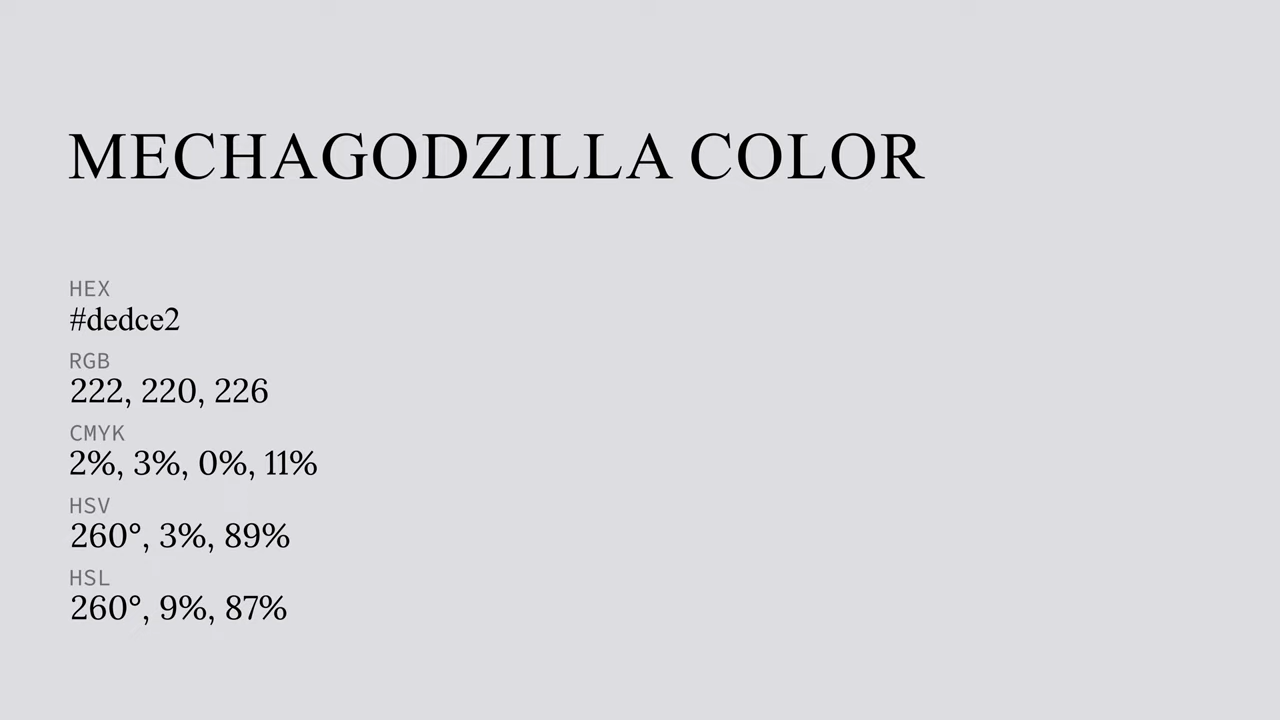 MECHAGODZILLA COLOR
HEX
#dedce2
RGB
222, 220, 226
CMYK
2%, 3%, 0%, 11%
HSV
260°, 3%, 89%
HSL
260°, 9%, 87%